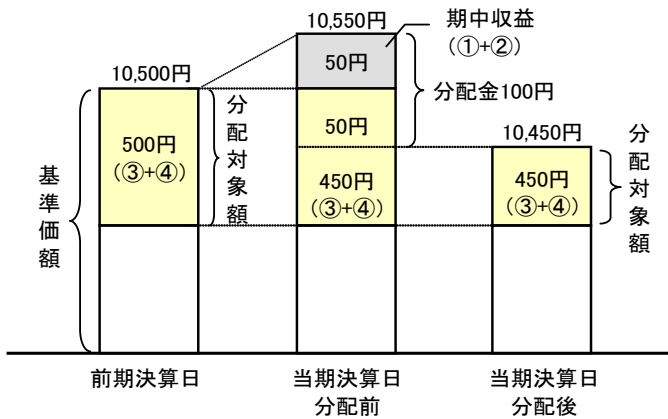 10,550円
期中収益
(①+②)
10,500円
50円
分配金100円
分配対象額
500円
(③+④)
50円
10,450円
分配対象額
基準価額
450円
(③+④)
450円
(③+④)
前期決算日
当期決算日
分配前
当期決算日
分配後